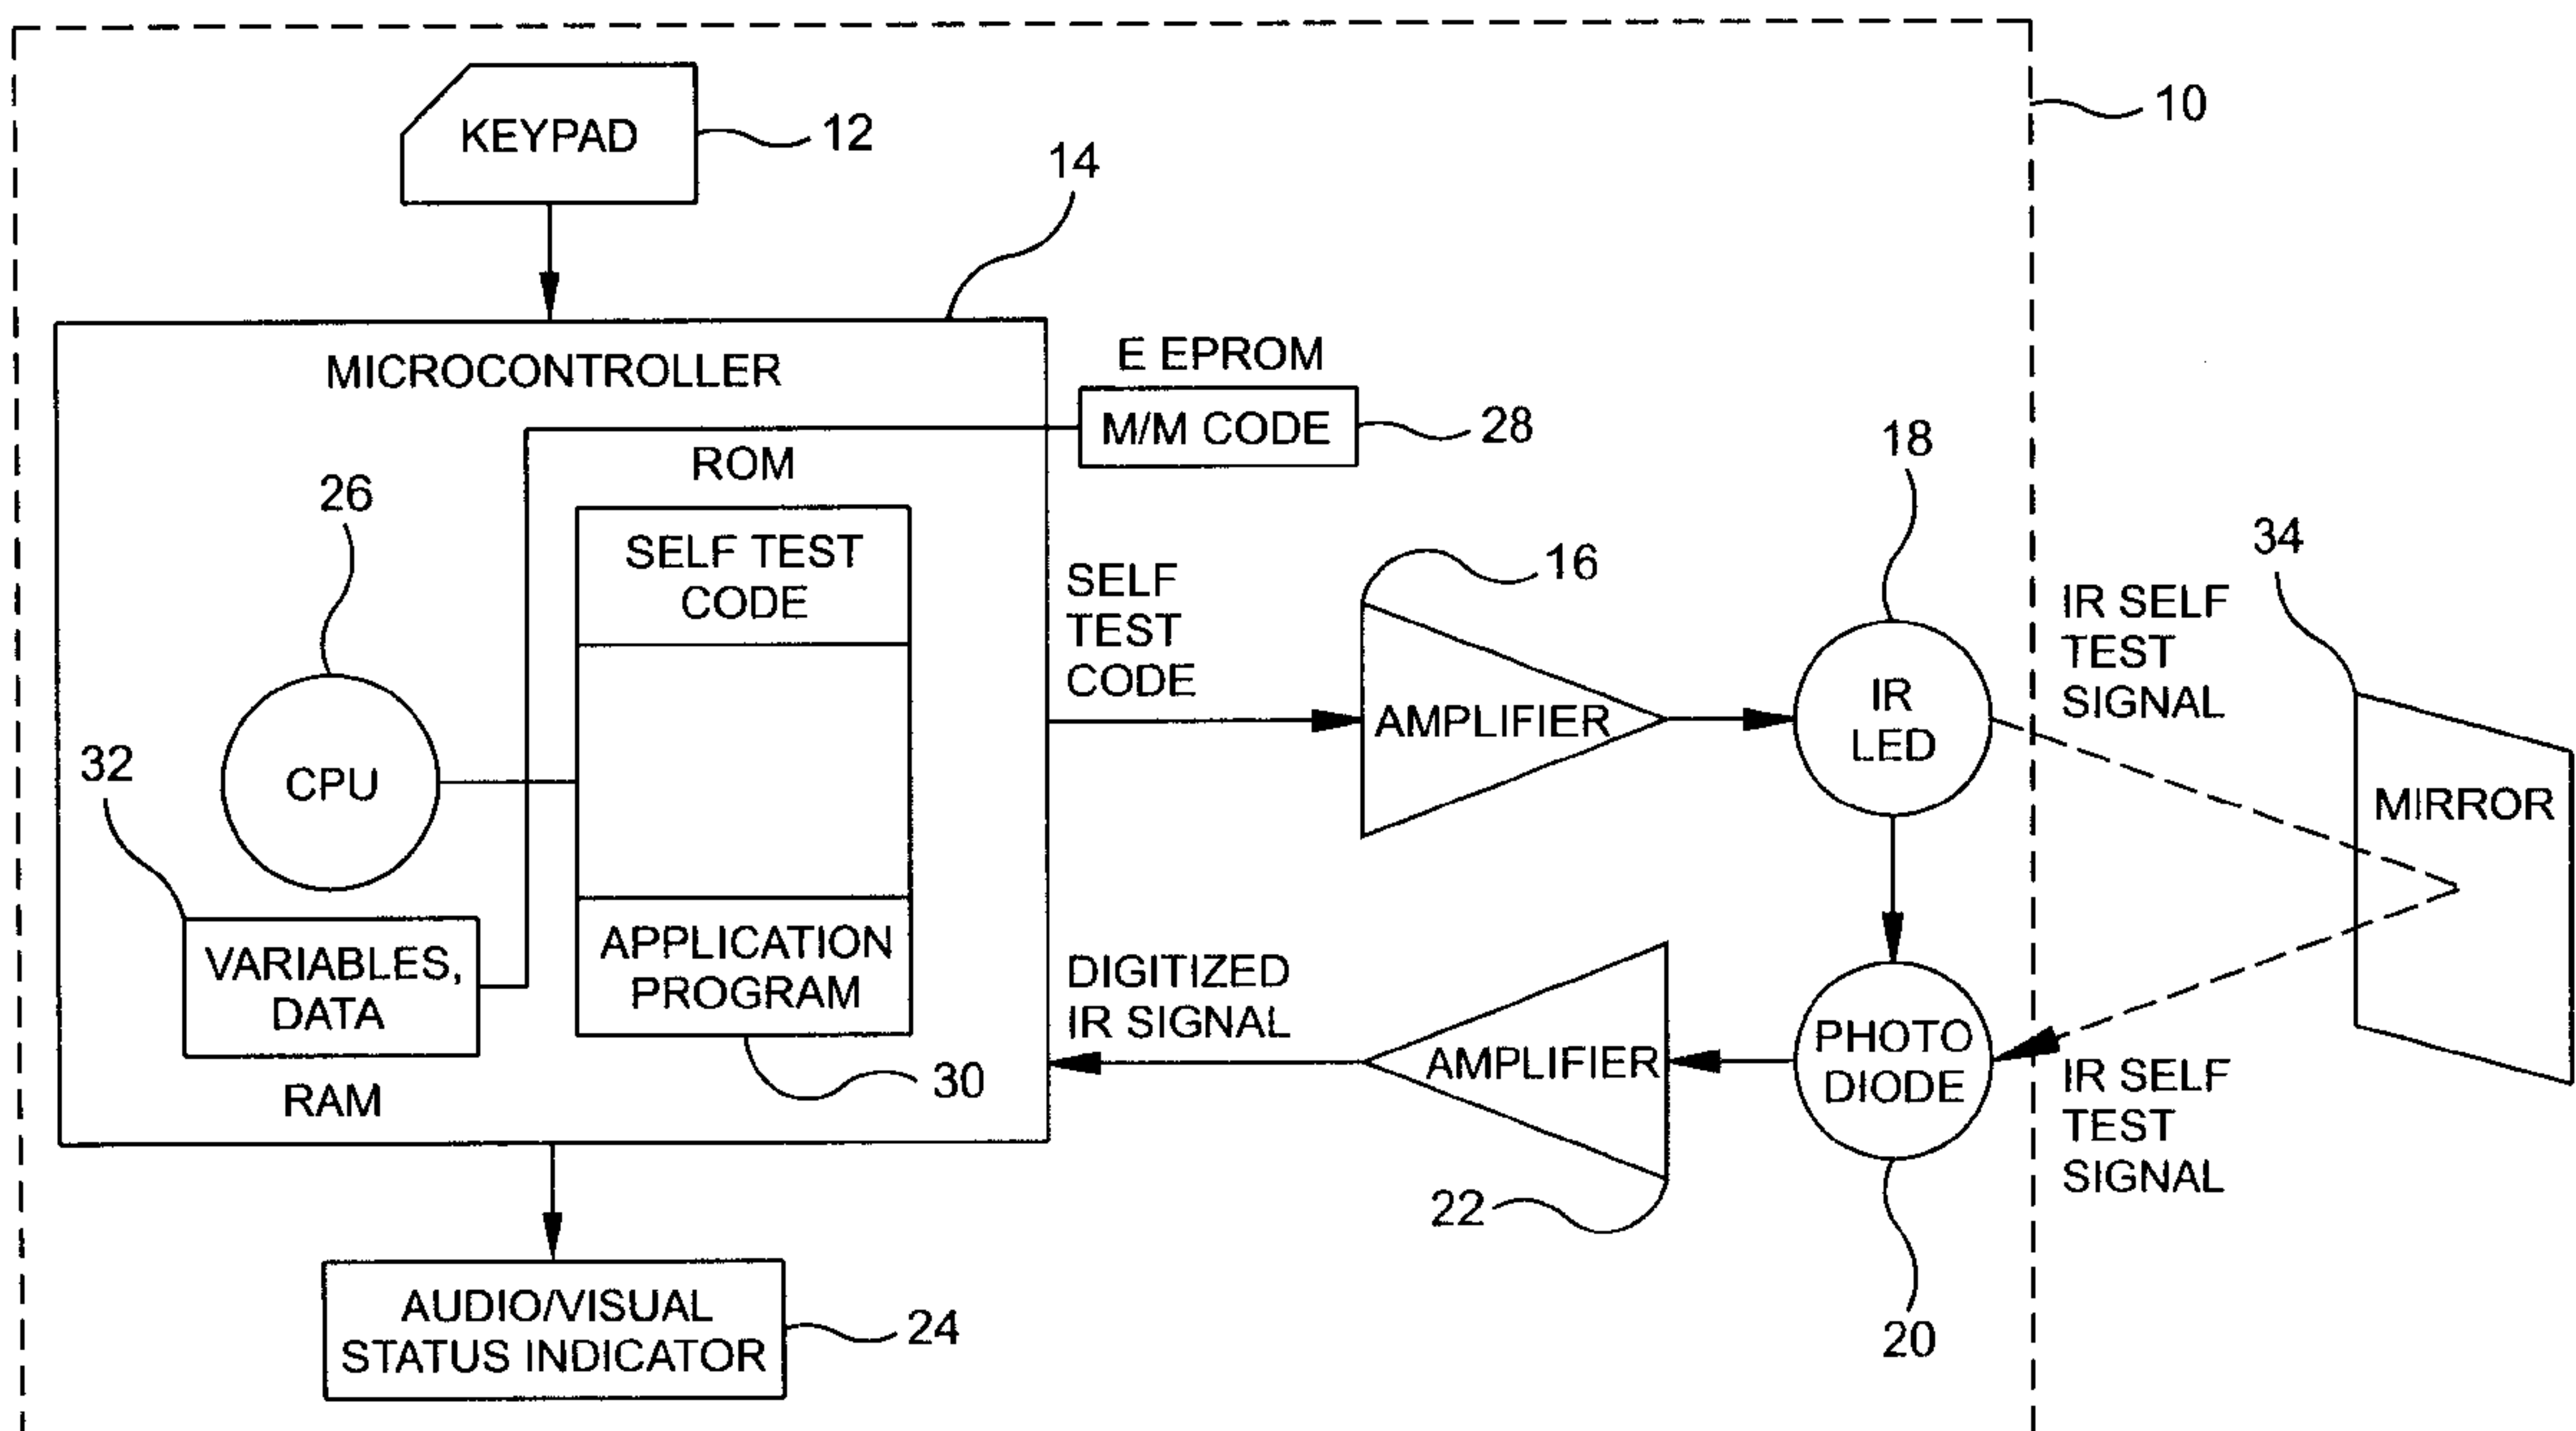 10
KEYPAD
12
14
MICROCONTROLLER
E EPROM
M/M CODE
28
ROM
26
SELF TEST
CODE
CPU
32
VARIABLES,
DATA
RAM
APPLICATION
PROGRAM
30
SELF
TEST
CODE
16
AMPLIFIER
18
IR
LED
IR SELF
TEST
SIGNAL
34
MIRROR
DIGITIZED
IR SIGNAL
AMPLIFIER
22
PHOTO
DIODE
20
IR SELF
TEST
SIGNAL
AUDIO/VISUAL
STATUS INDICATOR
24